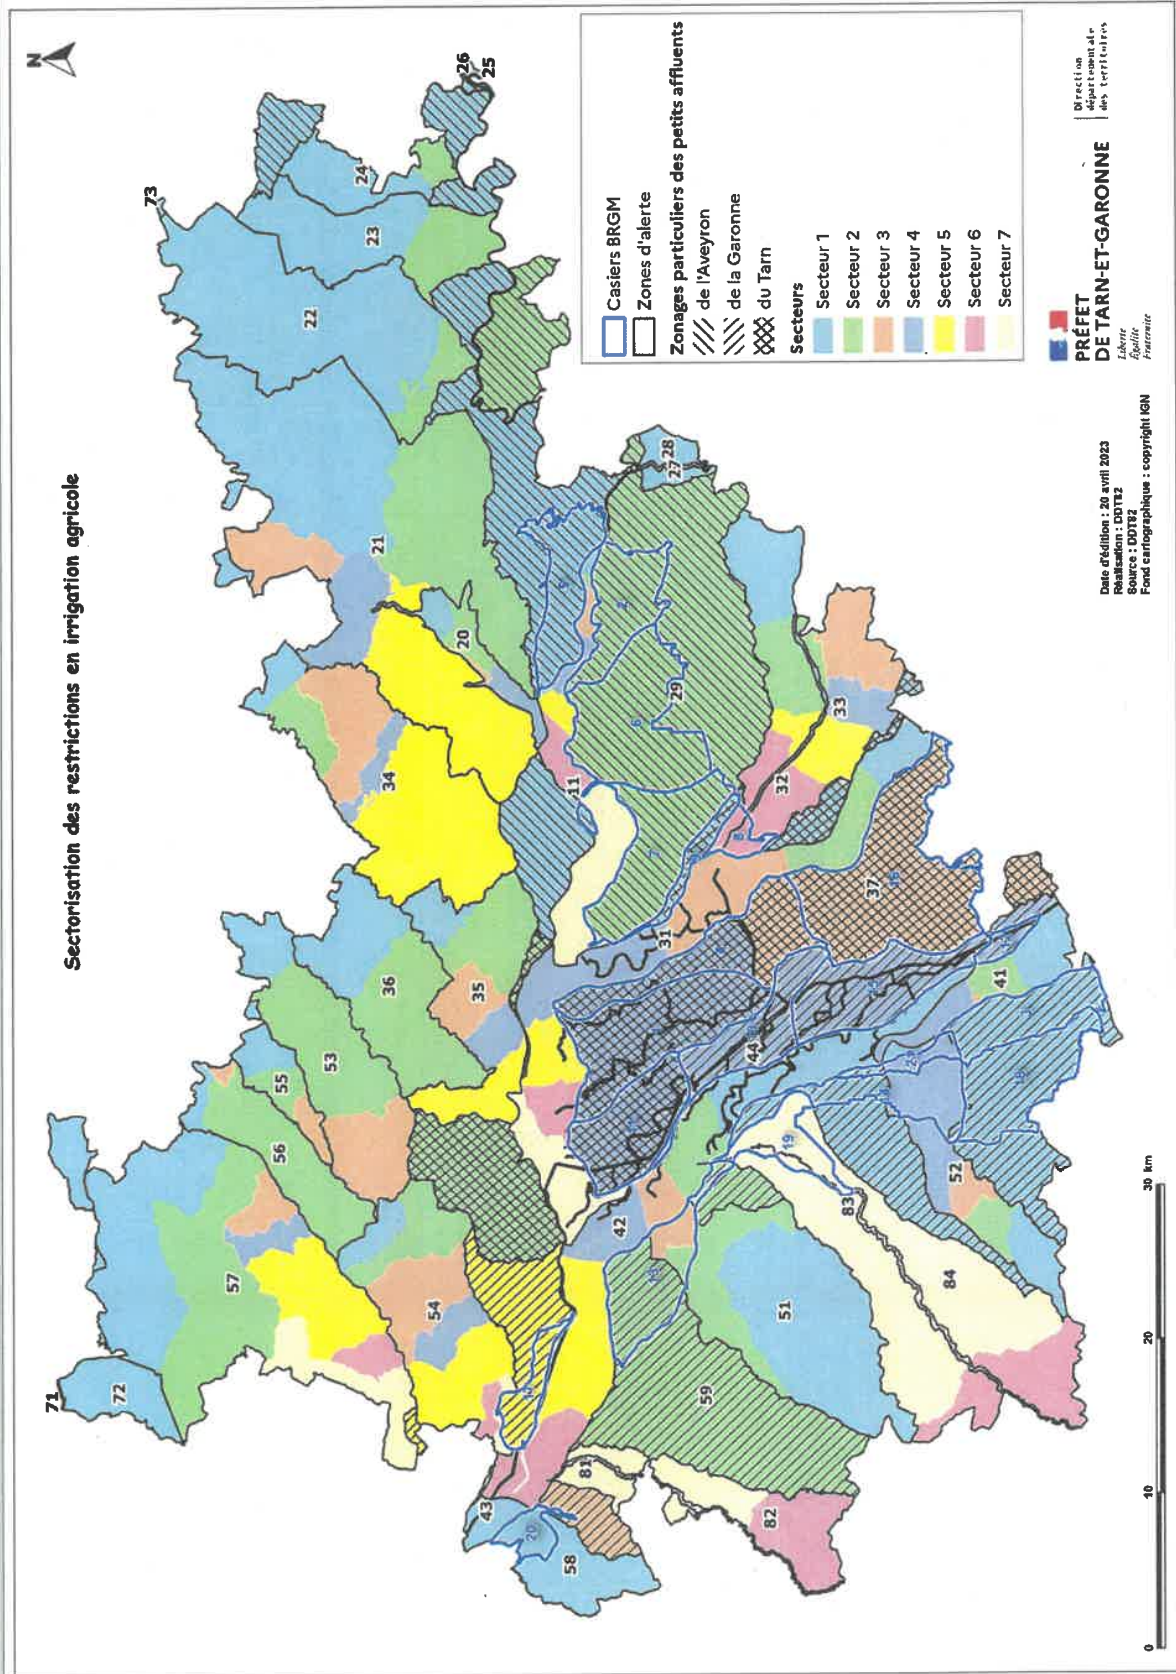 Sectorisation des restrictions en irrigation agricole
N
73
26
25
24
23
22
21
20
34
11
29
27
28
33
32
31
37
36
35
53
55
56
57
54
72
71
42
44
41
52
51
59
83
84
43
58
81
82
19
20
6
7
8
Casiers BRGM
Zones d'alerte
Zonages particuliers des petits affluents
de l'Aveyron
de la Garonne
du Tarn
Secteurs
Secteur 1
Secteur 2
Secteur 3
Secteur 4
Secteur 5
Secteur 6
Secteur 7
PRÉFET
DE TARN-ET-GARONNE
Liberté
Égalité
Fraternité
Direction
départementale
des territoires
Date d'édition : 20 avril 2023
Réalisation : DDT82
Source : DDT82
Fond cartographique : copyright IGN
0
10
20
30 km